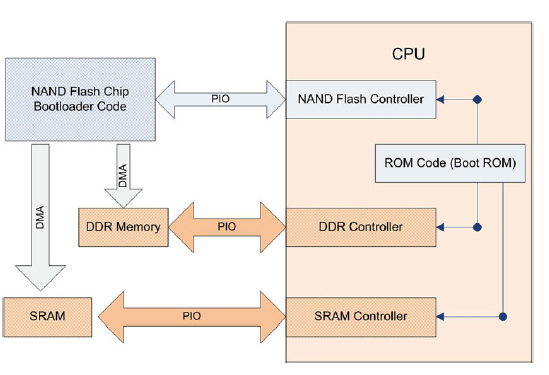 CPU
NAND Flash Chip
Bootloader Code
PIO
NAND Flash Controller
ROM Code (Boot ROM)
DMA
DMA
DDR Memory
PIO
DDR Controller
SRAM
PIO
SRAM Controller